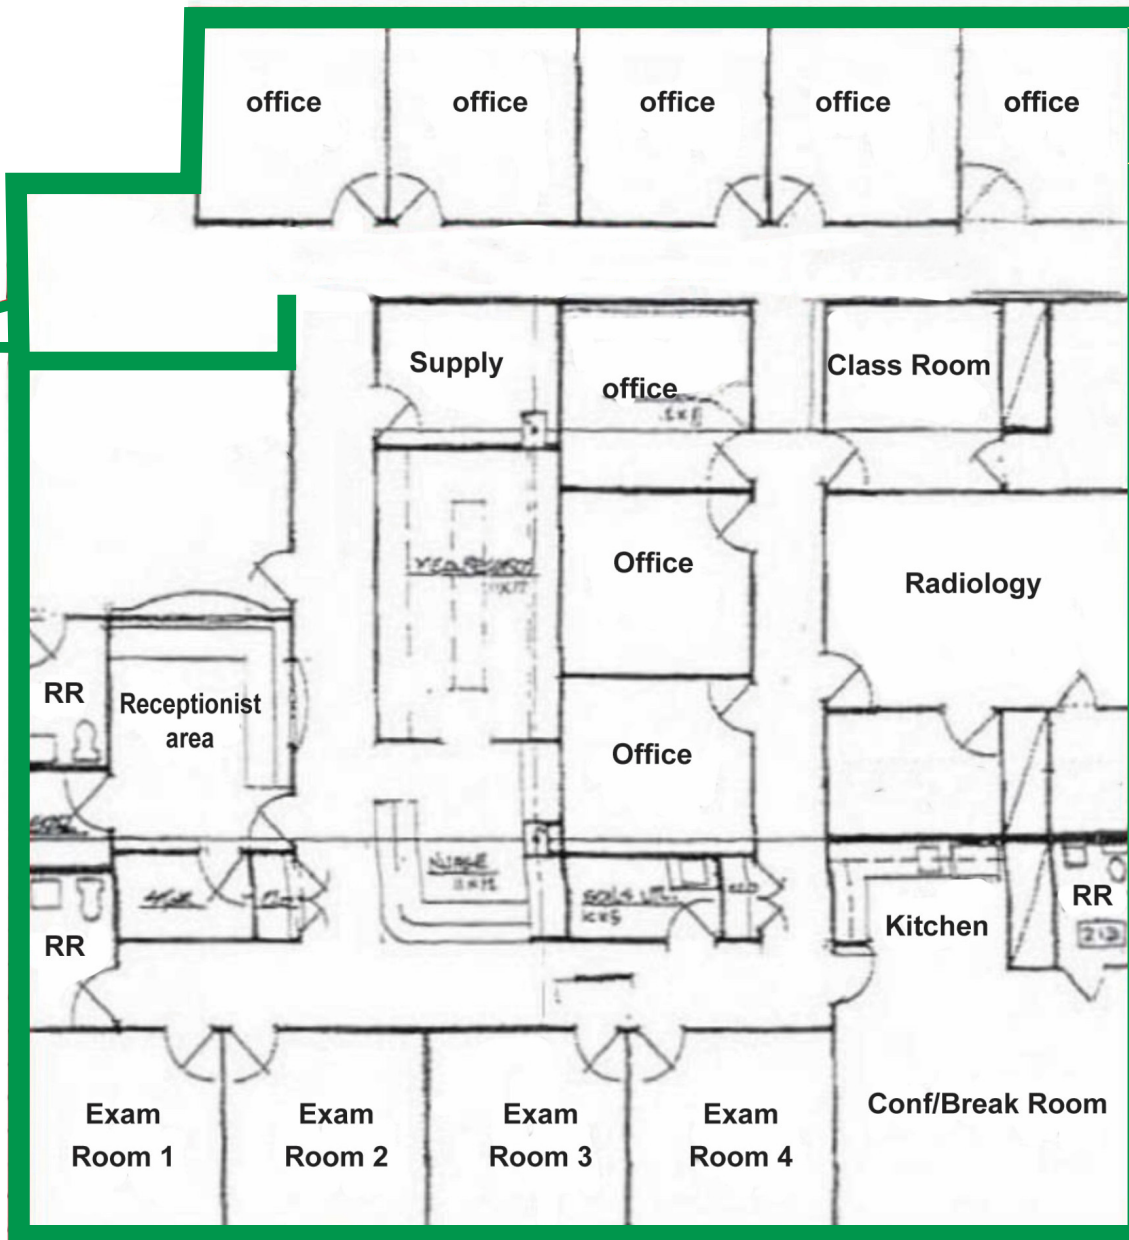 office
office
office
office
office
Supply
office
Class Room
Office
Radiology
RR
Receptionist
area
Office
NURSE
RR
Kitchen
RR
Exam
Room 1
Exam
Room 2
Exam
Room 3
Exam
Room 4
Conf/Break Room